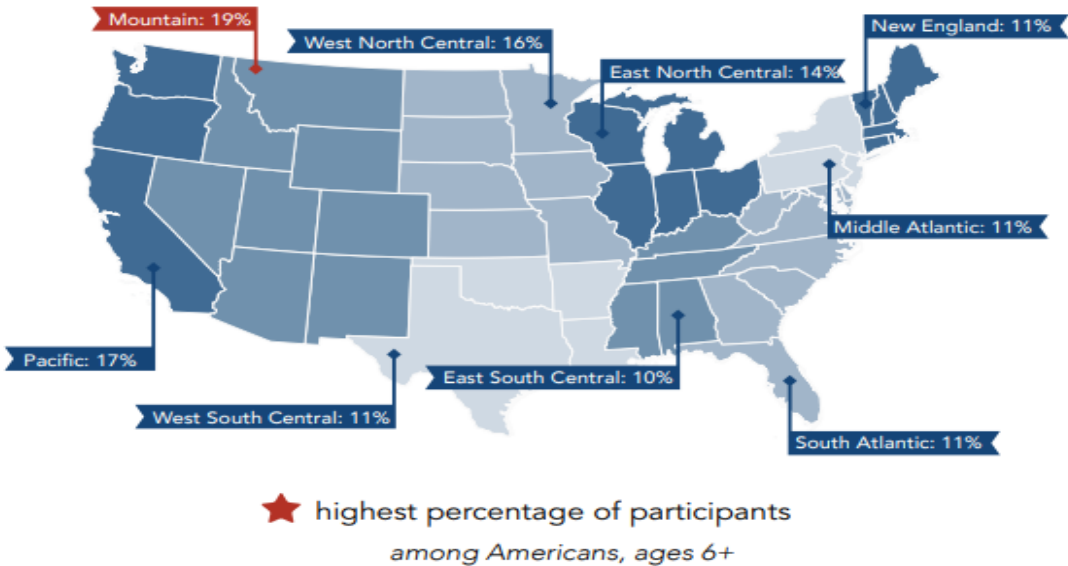 Mountain: 19%
West North Central: 16%
New England: 11%
East North Central: 14%
Middle Atlantic: 11%
Pacific: 17%
East South Central: 10%
West South Central: 11%
South Atlantic: 11%
highest percentage of participants
among Americans, ages 6+